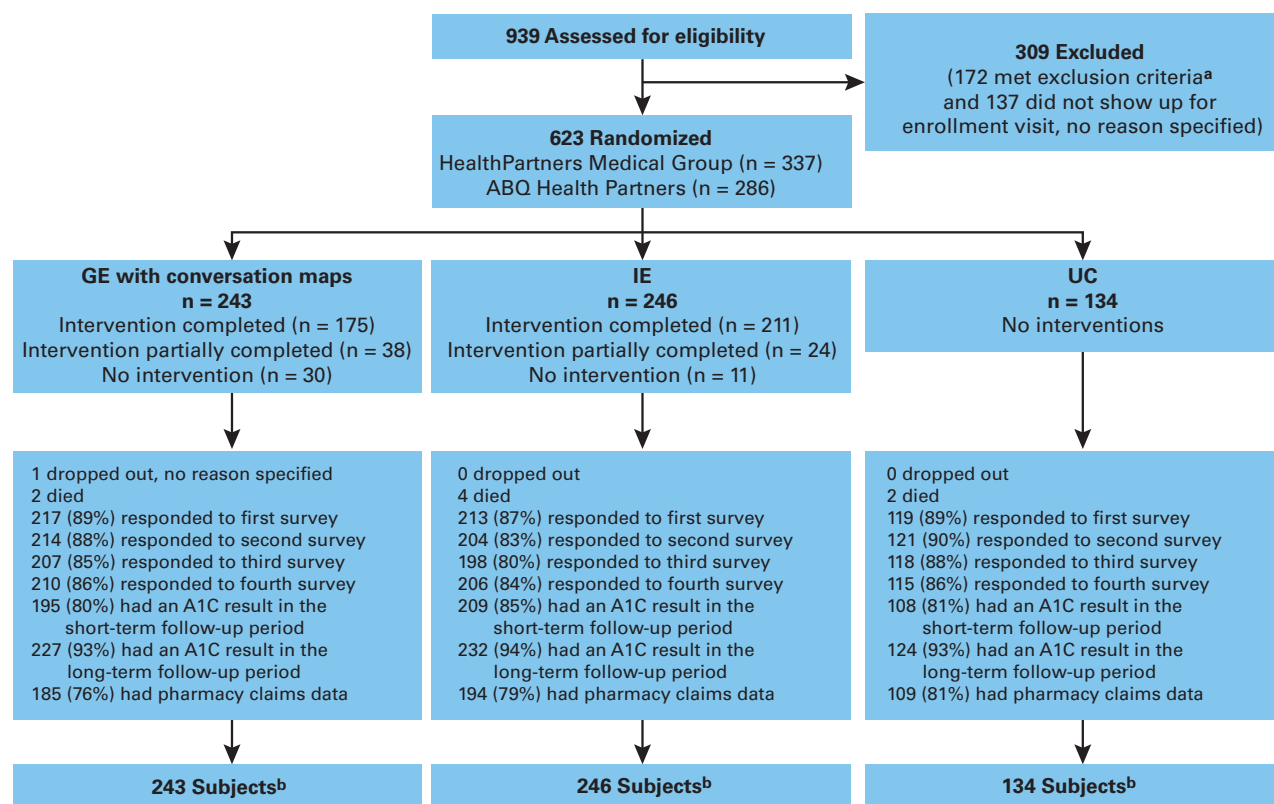 939 Assessed for eligibility
309 Excluded
(172 met exclusion criteriaa
and 137 did not show up for
enrollment visit, no reason specified)
623 Randomized
HealthPartners Medical Group (n = 337)
ABQ Health Partners (n = 286)
GE with conversation maps
n = 243
Intervention completed (n = 175)
Intervention partially completed (n = 38)
No intervention (n = 30)
IE
n = 246
Intervention completed (n = 211)
Intervention partially completed (n = 24)
No intervention (n = 11)
UC
n = 134
No interventions
1 dropped out, no reason specified
2 died
217 (89%) responded to first survey
214 (88%) responded to second survey
207 (85%) responded to third survey
210 (86%) responded to fourth survey
195 (80%) had an A1C result in the
short-term follow-up period
227 (93%) had an A1C result in the
long-term follow-up period
185 (76%) had pharmacy claims data
0 dropped out
4 died
213 (87%) responded to first survey
204 (83%) responded to second survey
198 (80%) responded to third survey
206 (84%) responded to fourth survey
209 (85%) had an A1C result in the
short-term follow-up period
232 (94%) had an A1C result in the
long-term follow-up period
194 (79%) had pharmacy claims data
0 dropped out
2 died
119 (89%) responded to first survey
121 (90%) responded to second survey
118 (88%) responded to third survey
115 (86%) responded to fourth survey
108 (81%) had an A1C result in the
short-term follow-up period
124 (93%) had an A1C result in the
long-term follow-up period
109 (81%) had pharmacy claims data
243 Subjectsb
246 Subjectsb
134 Subjectsb